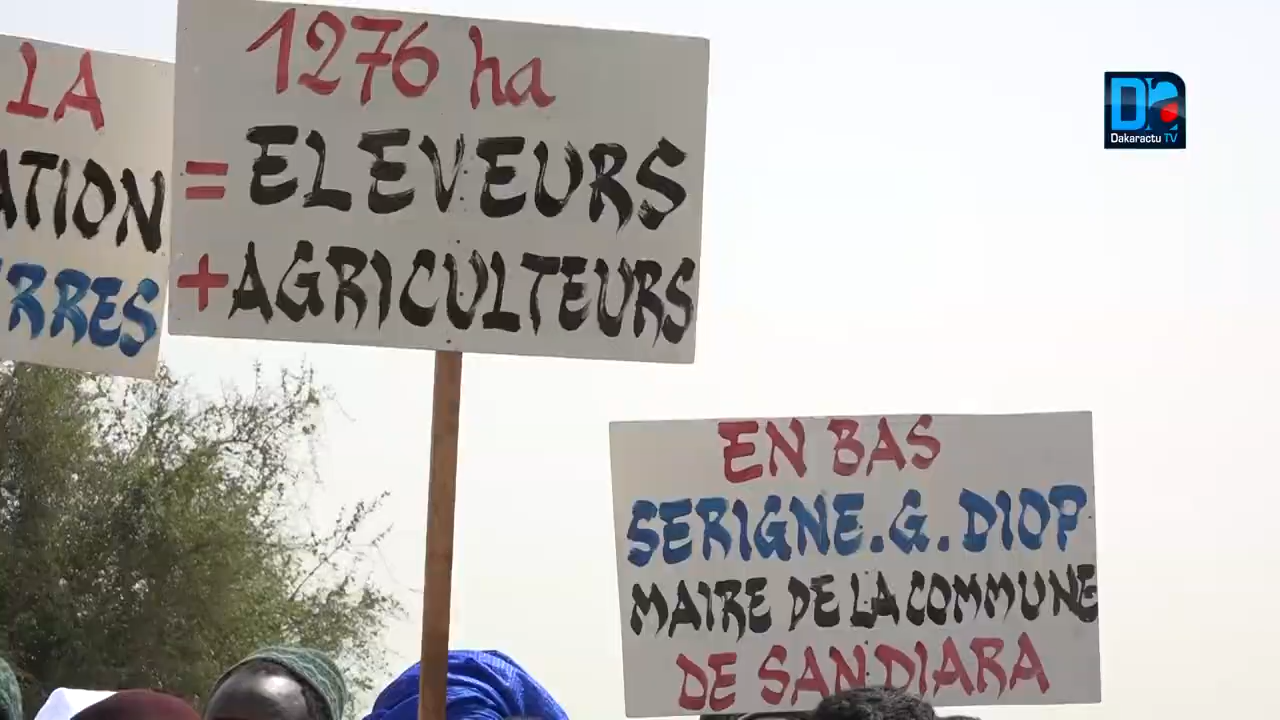 LA
ATION
RRES
1276 ha
= ELEVEURS
+ AGRICULTEURS
EN BAS
SERIGNE.G.DIOP
MAIRE DE LA COMMUNE
DE SANDIARA
Dakaractu TV